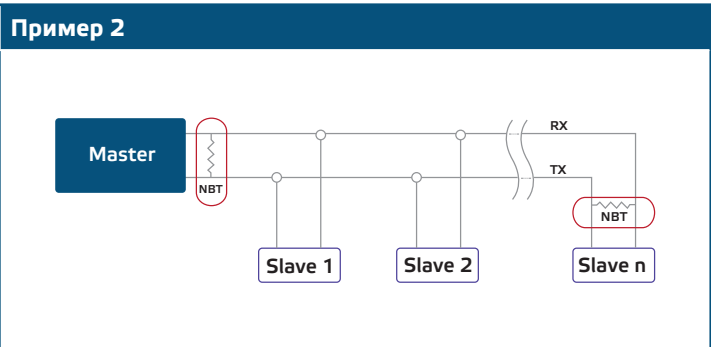 Пример 2
RX
Master
TX
NBT
NBT
Slave 1
Slave 2
Slave n